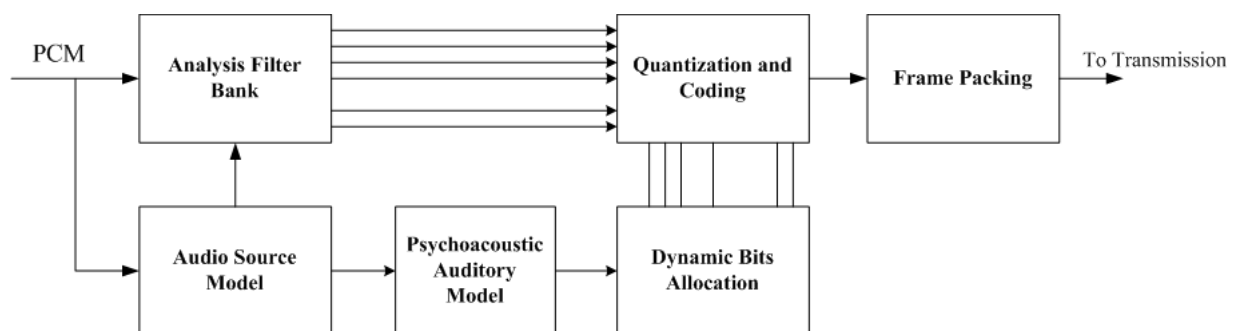 PCM
Analysis Filter
Bank
Quantization and
Coding
Frame Packing
To Transmission
Audio Source
Model
Psychoacoustic
Auditory
Model
Dynamic Bits
Allocation